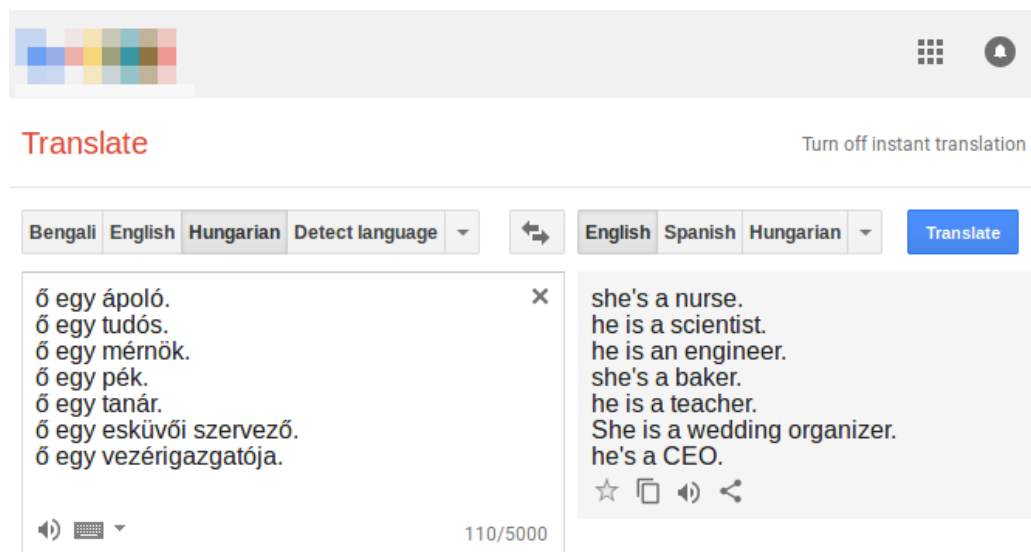 Translate
Turn off instant translation
Bengali English Hungarian Detect language
English Spanish Hungarian
Translate
ő egy ápoló.
ő egy tudós.
ő egy mérnök.
ő egy pék.
ő egy tanár.
ő egy esküvői szervező.
ő egy vezérigazgatója.
110/5000
she's a nurse.
he is a scientist.
he is an engineer.
she's a baker.
he is a teacher.
She is a wedding organizer.
he's a CEO.